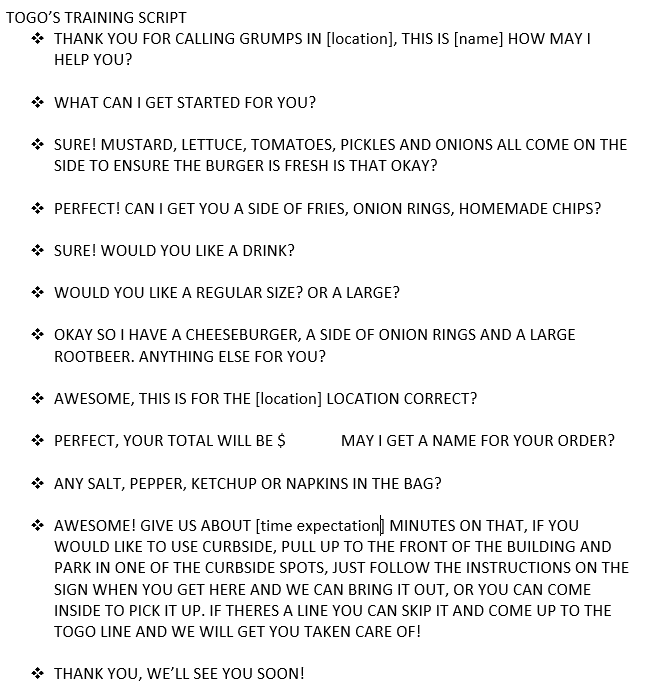 TOGO'S TRAINING SCRIPT
❖ THANK YOU FOR CALLING GRUMPS IN [location], THIS IS [name] HOW MAY I
HELP YOU?
❖ WHAT CAN I GET STARTED FOR YOU?
❖ SURE! MUSTARD, LETTUCE, TOMATOES, PICKLES AND ONIONS ALL COME ON THE
SIDE TO ENSURE THE BURGER IS FRESH IS THAT OKAY?
❖ PERFECT! CAN I GET YOU A SIDE OF FRIES, ONION RINGS, HOMEMADE CHIPS?
❖ SURE! WOULD YOU LIKE A DRINK?
❖ WOULD YOU LIKE A REGULAR SIZE? OR A LARGE?
❖ OKAY SO I HAVE A CHEESEBURGER, A SIDE OF ONION RINGS AND A LARGE
ROOTBEER. ANYTHING ELSE FOR YOU?
❖ AWESOME, THIS IS FOR THE [location] LOCATION CORRECT?
❖ PERFECT, YOUR TOTAL WILL BE $ MAY I GET A NAME FOR YOUR ORDER?
❖ ANY SALT, PEPPER, KETCHUP OR NAPKINS IN THE BAG?
❖ AWESOME! GIVE US ABOUT [time expectation] MINUTES ON THAT, IF YOU
WOULD LIKE TO USE CURBSIDE, PULL UP TO THE FRONT OF THE BUILDING AND
PARK IN ONE OF THE CURBSIDE SPOTS, JUST FOLLOW THE INSTRUCTIONS ON THE
SIGN WHEN YOU GET HERE AND WE CAN BRING IT OUT, OR YOU CAN COME
INSIDE TO PICK IT UP. IF THERES A LINE YOU CAN SKIP IT AND COME UP TO THE
TOGO LINE AND WE WILL GET YOU TAKEN CARE OF!
❖ THANK YOU, WE'LL SEE YOU SOON!